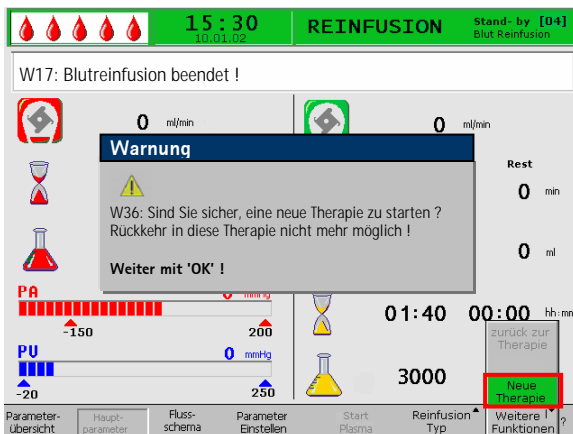 15:30
10.01.02
REINFUSION
Stand- by [04]
Blut Reinfusion
W17: Blutreinfusion beendet !
0 ml/min
0 ml/min
Warnung
W36: Sind Sie sicher, eine neue Therapie zu starten ?
Rückkehr in diese Therapie nicht mehr möglich !
Weiter mit 'OK' !
Rest
0 min
0 ml
PA
0 mmHg
-150
200
PV
0 mmHg
-20
250
01:40
00:00 hh:mm
3000
zurück zur
Therapie
Neue
Therapie
Parameter-
übersicht
Haupt-
parameter
Fluss-
schema
Parameter
Einstellen
Start
Plasma
Reinfusion
Typ
Weitere
Funktionen
?